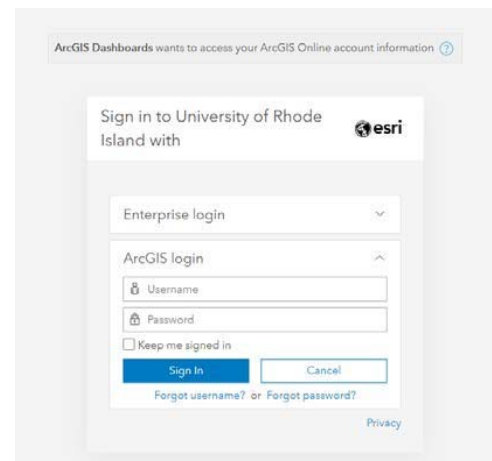 ArcGIS Dashboards wants to access your ArcGIS Online account information ?
Sign in to University of Rhode
Island with
esri
Enterprise login
ArcGIS login
Username
Password
Keep me signed in
Sign In
Cancel
Forgot username? or Forgot password?
Privacy